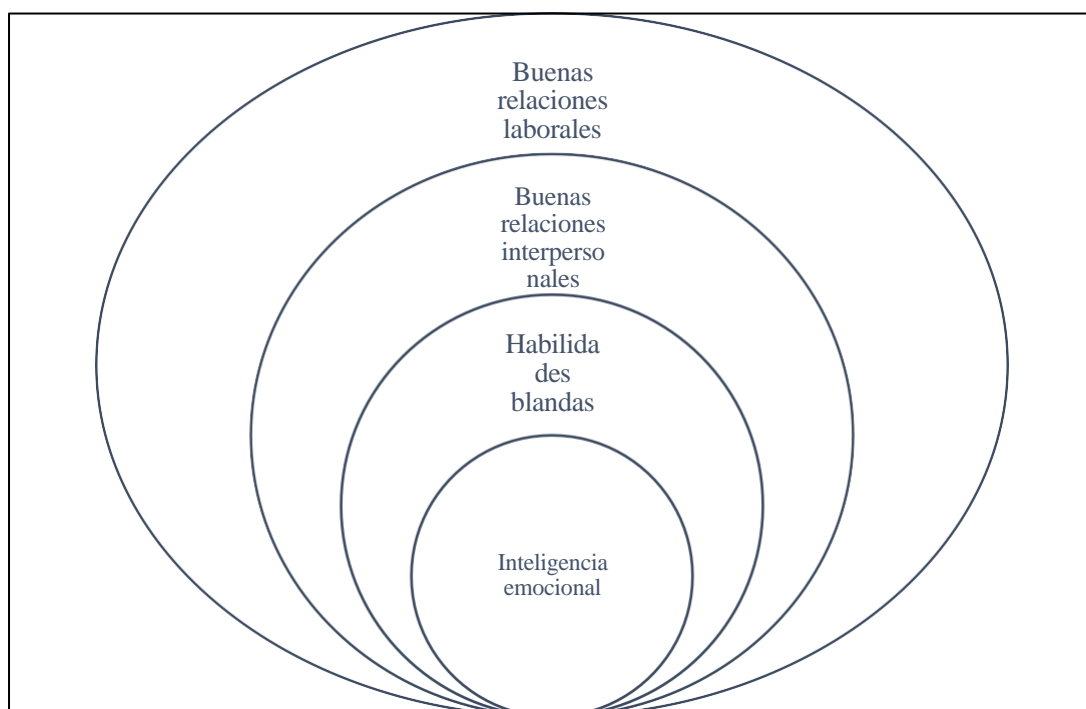 Buenas
relaciones
laborales
Buenas
relaciones
interperso
nales
Habilida
des
blandas
Inteligencia
emocional